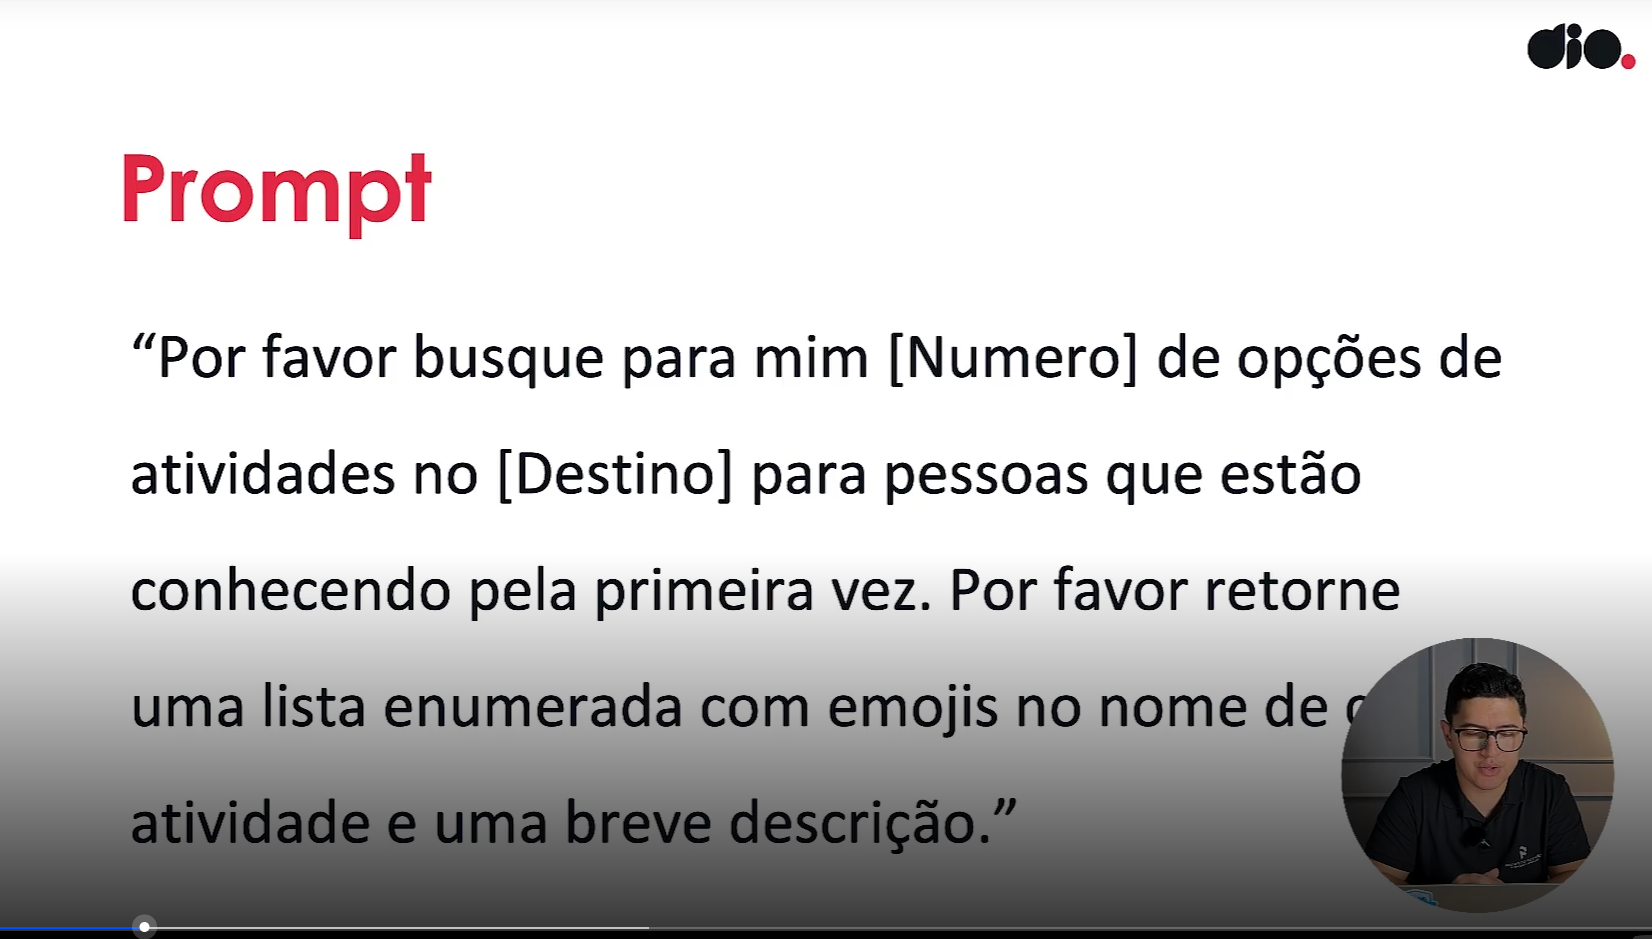 dio.
Prompt
“Por favor busque para mim [Numero] de opções de
atividades no [Destino] para pessoas que estão
conhecendo pela primeira vez. Por favor retorne
uma lista enumerada com emojis no nome de
atividade e uma breve descrição.”